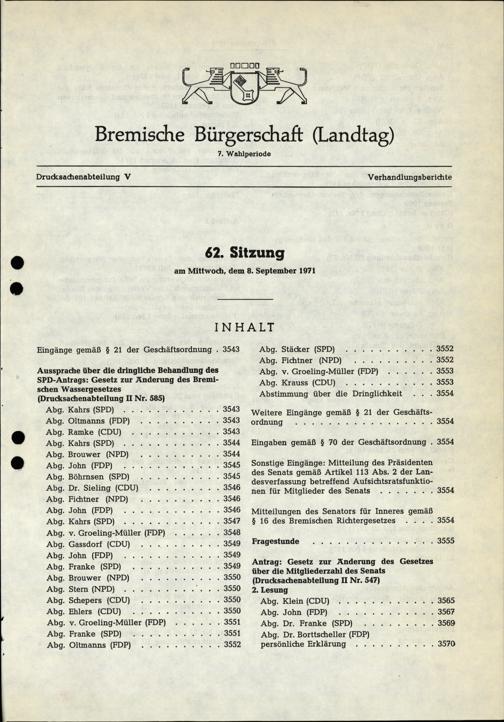 Bremische Bürgerschaft (Landtag)
7. Wahlperiode
Drucksachenabteilung V
Verhandlungsberichte
62. Sitzung
am Mittwoch, dem 8. September 1971
INHALT
Eingänge gemäß § 21 der Geschäftsordnung . 3543
Aussprache über die dringliche Behandlung des
SPD-Antrags: Gesetz zur Änderung des Bremi-
schen Wassergesetzes
(Drucksachenabteilung II Nr. 585)
Abg. Kahrs (SPD) . . . . . . . . . . . . 3543
Abg. Oltmanns (FDP) . . . . . . . . . . 3543
Abg. Ramke (CDU) . . . . . . . . . . . 3543
Abg. Kahrs (SPD) . . . . . . . . . . . . 3544
Abg. Brouwer (NPD) . . . . . . . . . . 3544
Abg. John (FDP) . . . . . . . . . . . . 3545
Abg. Böhrnsen (SPD) . . . . . . . . . . 3545
Abg. Dr. Sieling (CDU) . . . . . . . . . 3546
Abg. Fichtner (NPD) . . . . . . . . . . 3546
Abg. John (FDP) . . . . . . . . . . . . 3546
Abg. Kahrs (SPD) . . . . . . . . . . . . 3547
Abg. v. Groeling-Müller (FDP) . . . . . . 3548
Abg. Gassdorf (CDU) . . . . . . . . . . 3549
Abg. John (FDP) . . . . . . . . . . . . 3549
Abg. Franke (SPD) . . . . . . . . . . . 3549
Abg. Brouwer (NPD) . . . . . . . . . . 3550
Abg. Stern (NPD) . . . . . . . . . . . . 3550
Abg. Schepers (CDU) . . . . . . . . . . 3550
Abg. Ehlers (CDU) . . . . . . . . . . . 3550
Abg. v. Groeling-Müller (FDP) . . . . . . 3551
Abg. Franke (SPD) . . . . . . . . . . . 3551
Abg. Oltmanns (FDP) . . . . . . . . . . 3552
Abg. Stäcker (SPD) . . . . . . . . . . 3552
Abg. Fichtner (NPD) . . . . . . . . . . 3552
Abg. v. Groeling-Müller (FDP) . . . . . . 3553
Abg. Krauss (CDU) . . . . . . . . . . . 3553
Abstimmung über die Dringlichkeit . . . 3554
Weitere Eingänge gemäß § 21 der Geschäfts-
ordnung . . . . . . . . . . . . . . . . 3554
Eingaben gemäß § 70 der Geschäftsordnung . 3554
Sonstige Eingänge: Mitteilung des Präsidenten
des Senats gemäß Artikel 113 Abs. 2 der Lan-
desverfassung betreffend Aufsichtsratsfunktio-
nen für Mitglieder des Senats . . . . . . . 3554
Mitteilungen des Senators für Inneres gemäß
§ 16 des Bremischen Richtergesetzes . . . . 3554
Fragestunde . . . . . . . . . . . . . . . 3555
Antrag: Gesetz zur Änderung des Gesetzes
über die Mitgliederzahl des Senats
(Drucksachenabteilung II Nr. 547)
2. Lesung
Abg. Klein (CDU) . . . . . . . . . . . 3565
Abg. John (FDP) . . . . . . . . . . . . 3567
Abg. Dr. Franke (SPD) . . . . . . . . . 3569
Abg. Dr. Borttscheller (FDP)
persönliche Erklärung . . . . . . . . . . 3570